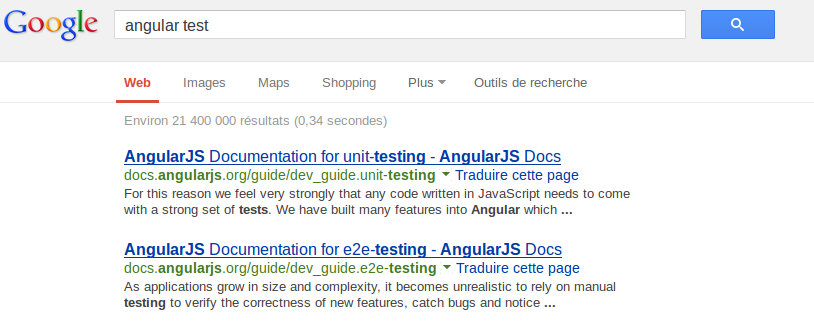 Google angular test
Web Images Maps Shopping Plus Outils de recherche
Environ 21 400 000 résultats (0,34 secondes)
AngularJS Documentation for unit-testing - AngularJS Docs
docs.angularjs.org/guide/dev_guide.unit-testing Traduire cette page
For this reason we feel very strongly that any code written in JavaScript needs to come
with a strong set of tests. We have built many features into Angular which ...
AngularJS Documentation for e2e-testing - AngularJS Docs
docs.angularjs.org/guide/dev_guide.e2e-testing Traduire cette page
As applications grow in size and complexity, it becomes unrealistic to rely on manual
testing to verify the correctness of new features, catch bugs and notice ...